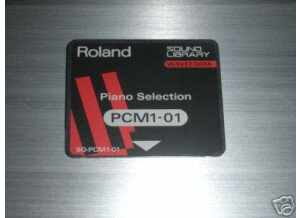 Roland
SOUND
LIBRARY
WAVEFORM
Piano Selection
PCM1-01
SO-PCM1-01